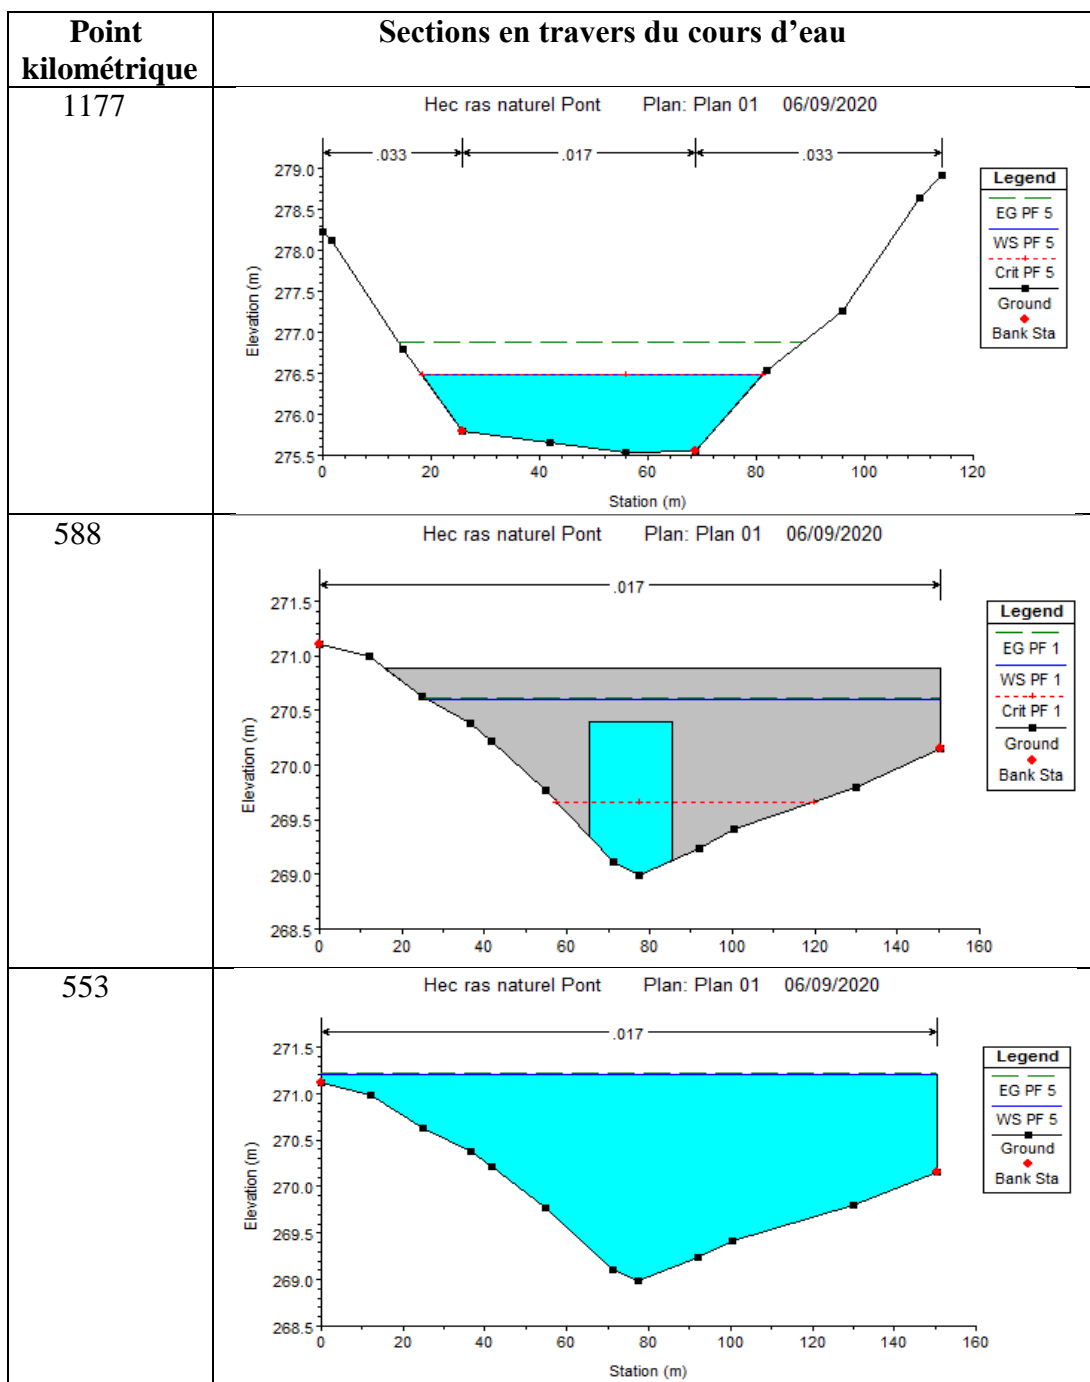 Point kilométrique
Sections en travers du cours d’eau
1177
Hec ras naturel Pont Plan: Plan 01 06/09/2020
.033 .017 .033
279.0
278.5
278.0
277.5
277.0
276.5
276.0
275.5
0 20 40 60 80 100 120
Elevation (m)
Station (m)
Legend
EG PF 5
WS PF 5
Crit PF 5
Ground
Bank Sta
588
Hec ras naturel Pont Plan: Plan 01 06/09/2020
.017
271.5
271.0
270.5
270.0
269.5
269.0
268.5
0 20 40 60 80 100 120 140 160
Elevation (m)
Legend
EG PF 1
WS PF 1
Crit PF 1
Ground
Bank Sta
553
Hec ras naturel Pont Plan: Plan 01 06/09/2020
.017
271.5
271.0
270.5
270.0
269.5
269.0
268.5
0 20 40 60 80 100 120 140 160
Elevation (m)
Station (m)
Legend
EG PF 5
WS PF 5
Ground
Bank Sta